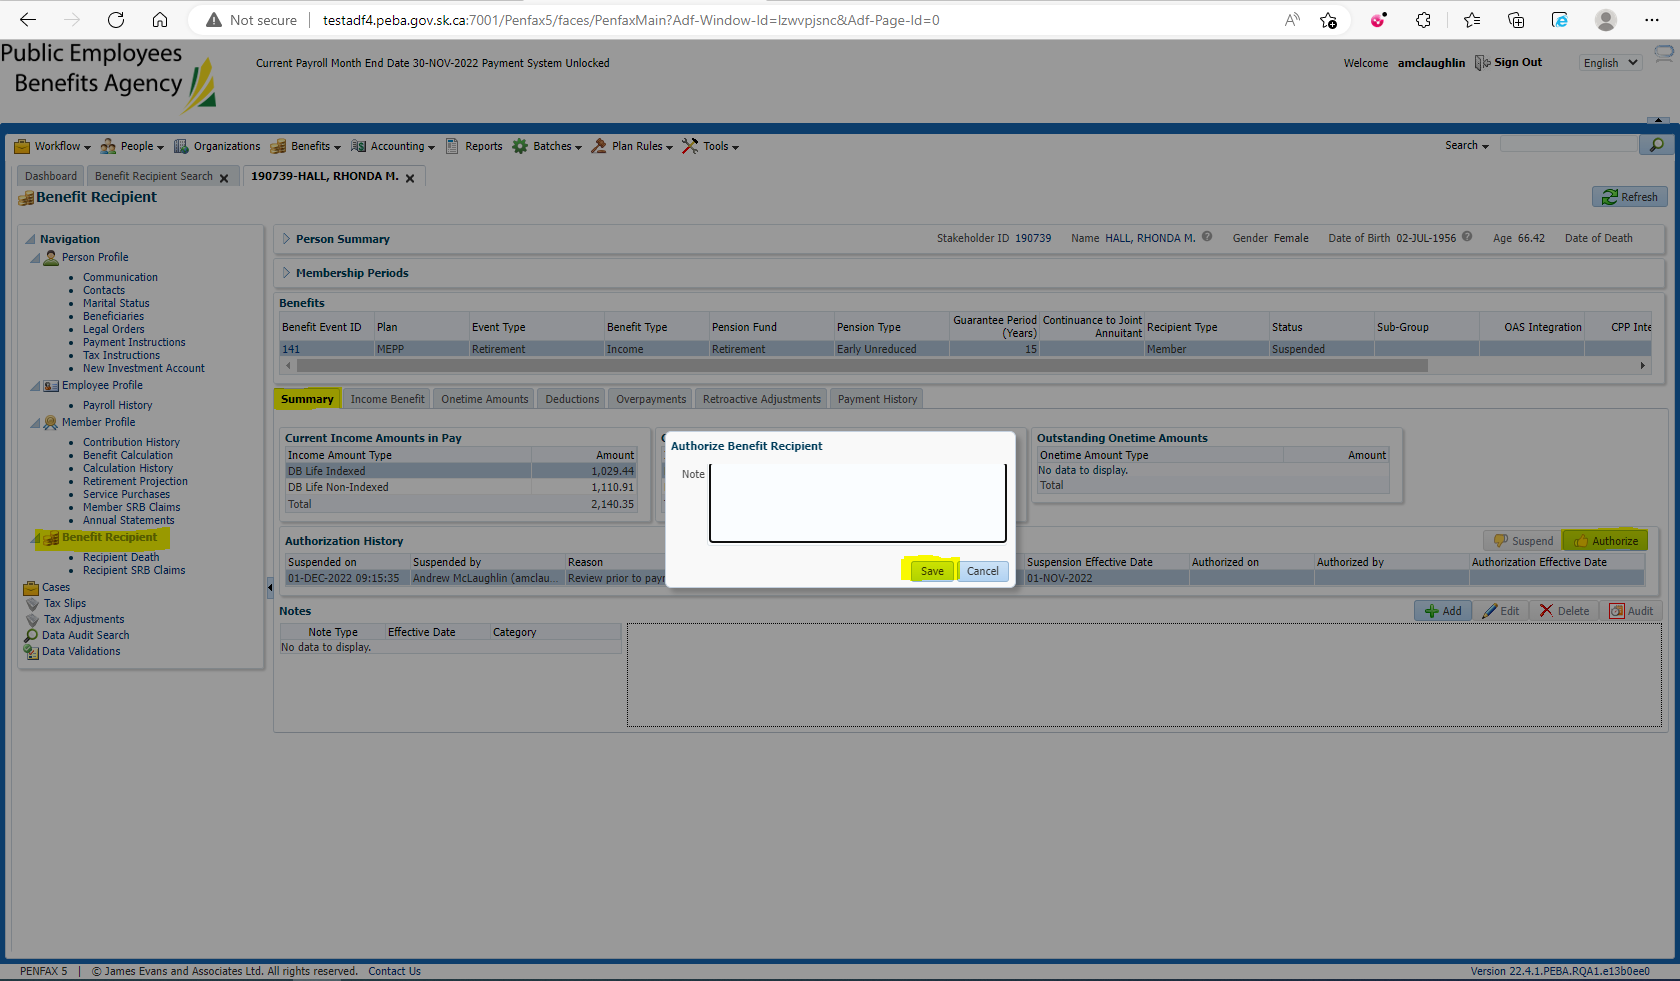 Not secure | testadf4.peba.gov.sk.ca:7001/Penfax5/faces/PenfaxMain?Adf-Window-Id=lzwvpjsnc&Adf-Page-Id=0
Public Employees
Benefits Agency
Current Payroll Month End Date 30-NOV-2022 Payment System Unlocked
Welcome amclaughlin Sign Out English
Workflow People Organizations Benefits Accounting Reports Batches Plan Rules Tools Search
Dashboard Benefit Recipient Search 190739-HALL, RHONDA M.
Benefit Recipient
Refresh
Navigation
Person Profile
Communication
Contacts
Marital Status
Beneficiaries
Legal Orders
Payment Instructions
Tax Instructions
New Investment Account
Employee Profile
Payroll History
Member Profile
Contribution History
Benefit Calculation
Calculation History
Retirement Projection
Service Purchases
Member SRB Claims
Annual Statements
Benefit Recipient
Recipient Death
Recipient SRB Claims
Cases
Tax Slips
Tax Adjustments
Data Audit Search
Data Validations
Person Summary Stakeholder ID 190739 Name HALL, RHONDA M. Gender Female Date of Birth 02-JUL-1956 Age 66.42 Date of Death
Membership Periods
Benefits
Benefit Event ID Plan Event Type Benefit Type Pension Fund Pension Type Guarantee Period (Years) Continuance to Joint Annuitant Recipient Type Status Sub-Group OAS Integration CPP Inte
141 MEPP Retirement Income Retirement Early Unreduced 15 Member Suspended
Summary Income Benefit Onetime Amounts Deductions Overpayments Retroactive Adjustments Payment History
Current Income Amounts in Pay
Income Amount Type Amount
DB Life Indexed 1,029.44
DB Life Non-Indexed 1,110.91
Total 2,140.35
Authorize Benefit Recipient
Note
Save Cancel
Outstanding Onetime Amounts
Onetime Amount Type Amount
No data to display.
Total
Authorization History
Suspend Authorize
Suspended on Suspended by Reason Suspension Effective Date Authorized on Authorized by Authorization Effective Date
01-DEC-2022 09:15:35 Andrew McLaughlin (amclau... Review prior to payr 01-NOV-2022
Notes
Add Edit Delete Audit
Note Type Effective Date Category
No data to display.
PENFAX 5 | © James Evans and Associates Ltd. All rights reserved. Contact Us
Version 22.4.1.PEBA.RQA1.e13b0ee0